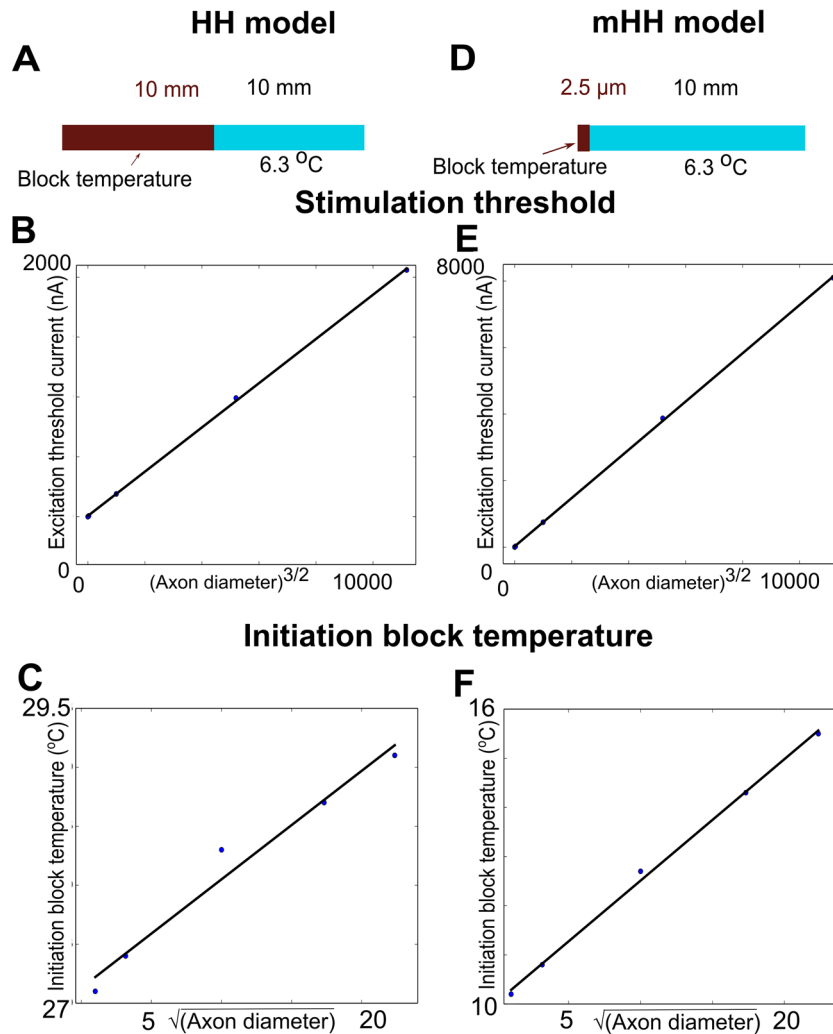 HH model
mHH model
A
D
10 mm
10 mm
2.5 µm
10 mm
Block temperature
6.3 °C
Block temperature
6.3 °C
Stimulation threshold
B
E
2000
Excitation threshold current (nA)
0
0
(Axon diameter)^3/2
10000
8000
Excitation threshold current (nA)
0
0
(Axon diameter)^3/2
10000
Initiation block temperature
C
F
29.5
Initiation block temperature (°C)
27
5
√(Axon diameter)
20
16
Initiation block temperature (°C)
10
5
√(Axon diameter)
20